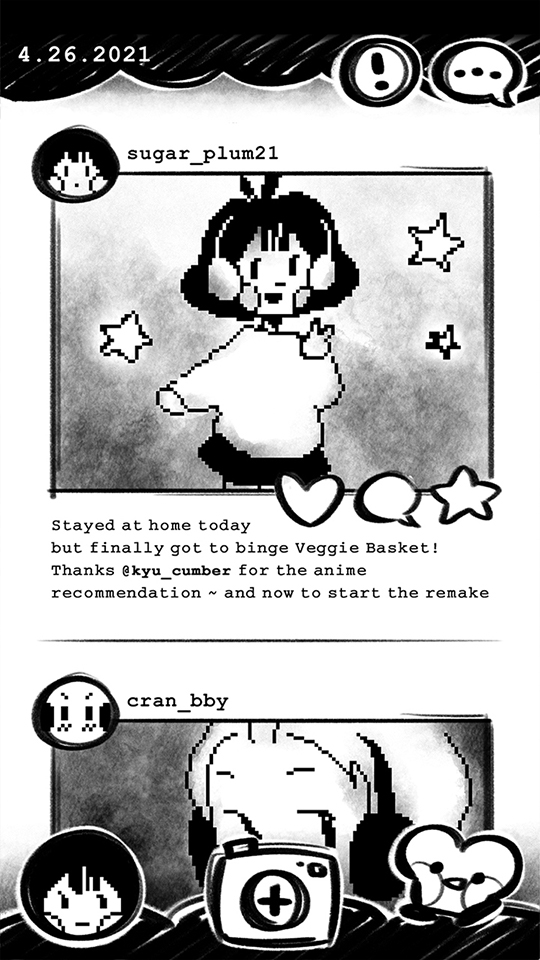 4.26.2021
sugar_plum21
Stayed at home today
but finally got to binge Veggie Basket!
Thanks @kyu_cumber for the anime
recommendation ~ and now to start the remake
cran_bby